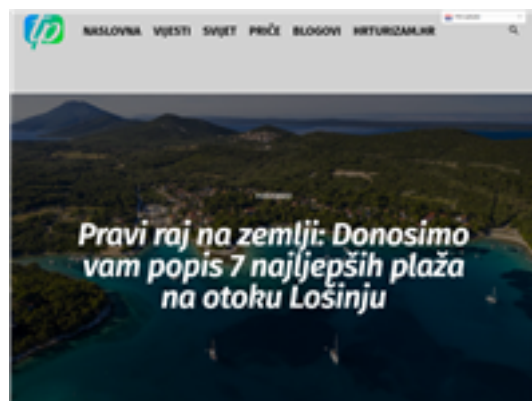 NASLOVNA VIJESTI SVIJET PRIČE BLOGOVI HRTURIZAM.HR
Pravi raj na zemlji: Donosimo
vam popis 7 najljepših plaža
na otoku Lošinju